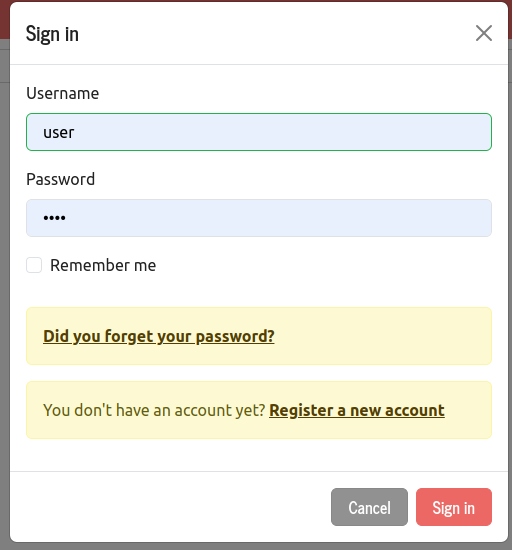 Sign in
Username
user
Password
••••
Remember me
Did you forget your password?
You don't have an account yet? Register a new account
Cancel Sign in